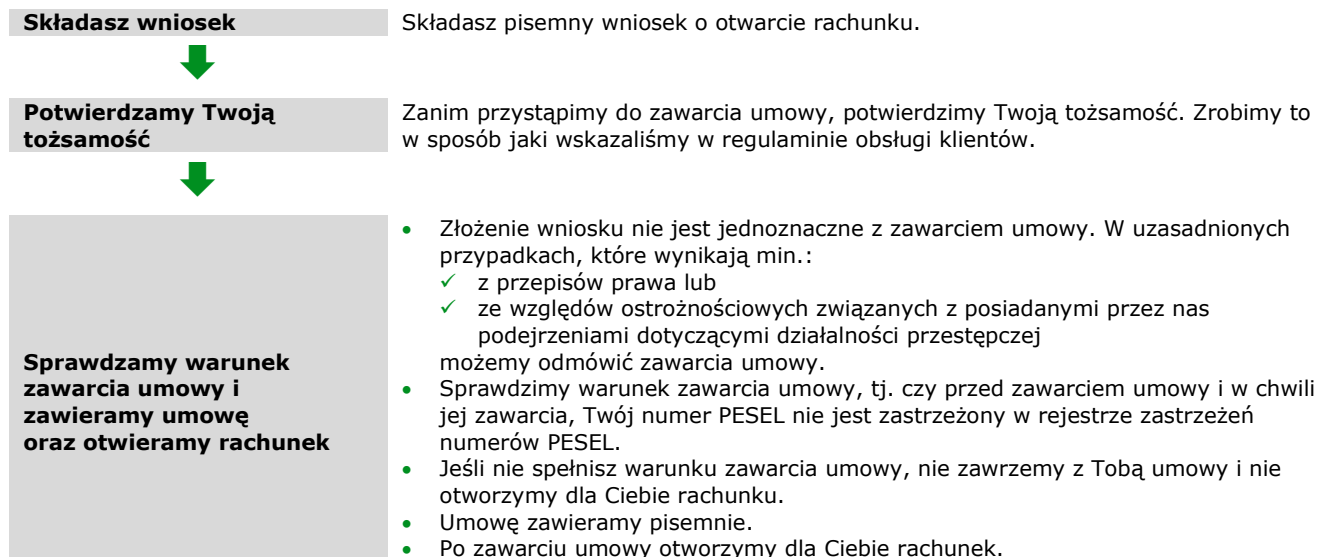 Składasz wniosek
Składasz pisemny wniosek o otwarcie rachunku.
Potwierdzamy Twoją
tożsamość
Zanim przystąpimy do zawarcia umowy, potwierdzimy Twoją tożsamość. Zrobimy to
w sposób jaki wskazaliśmy w regulaminie obsługi klientów.
Sprawdzamy warunek
zawarcia umowy i
zawieramy umowę
oraz otwieramy rachunek
• Złożenie wniosku nie jest jednoznaczne z zawarciem umowy. W uzasadnionych
przypadkach, które wynikają min.:
✓ z przepisów prawa lub
✓ ze względów ostrożnościowych związanych z posiadanymi przez nas
podejrzeniami dotyczącymi działalności przestępczej
możemy odmówić zawarcia umowy.
• Sprawdzimy warunek zawarcia umowy, tj. czy przed zawarciem umowy i w chwili
jej zawarcia, Twój numer PESEL nie jest zastrzeżony w rejestrze zastrzeżeń
numerów PESEL.
• Jeśli nie spełnisz warunku zawarcia umowy, nie zawrzemy z Tobą umowy i nie
otworzymy dla Ciebie rachunku.
• Umowę zawieramy pisemnie.
• Po zawarciu umowy otworzymy dla Ciebie rachunek.